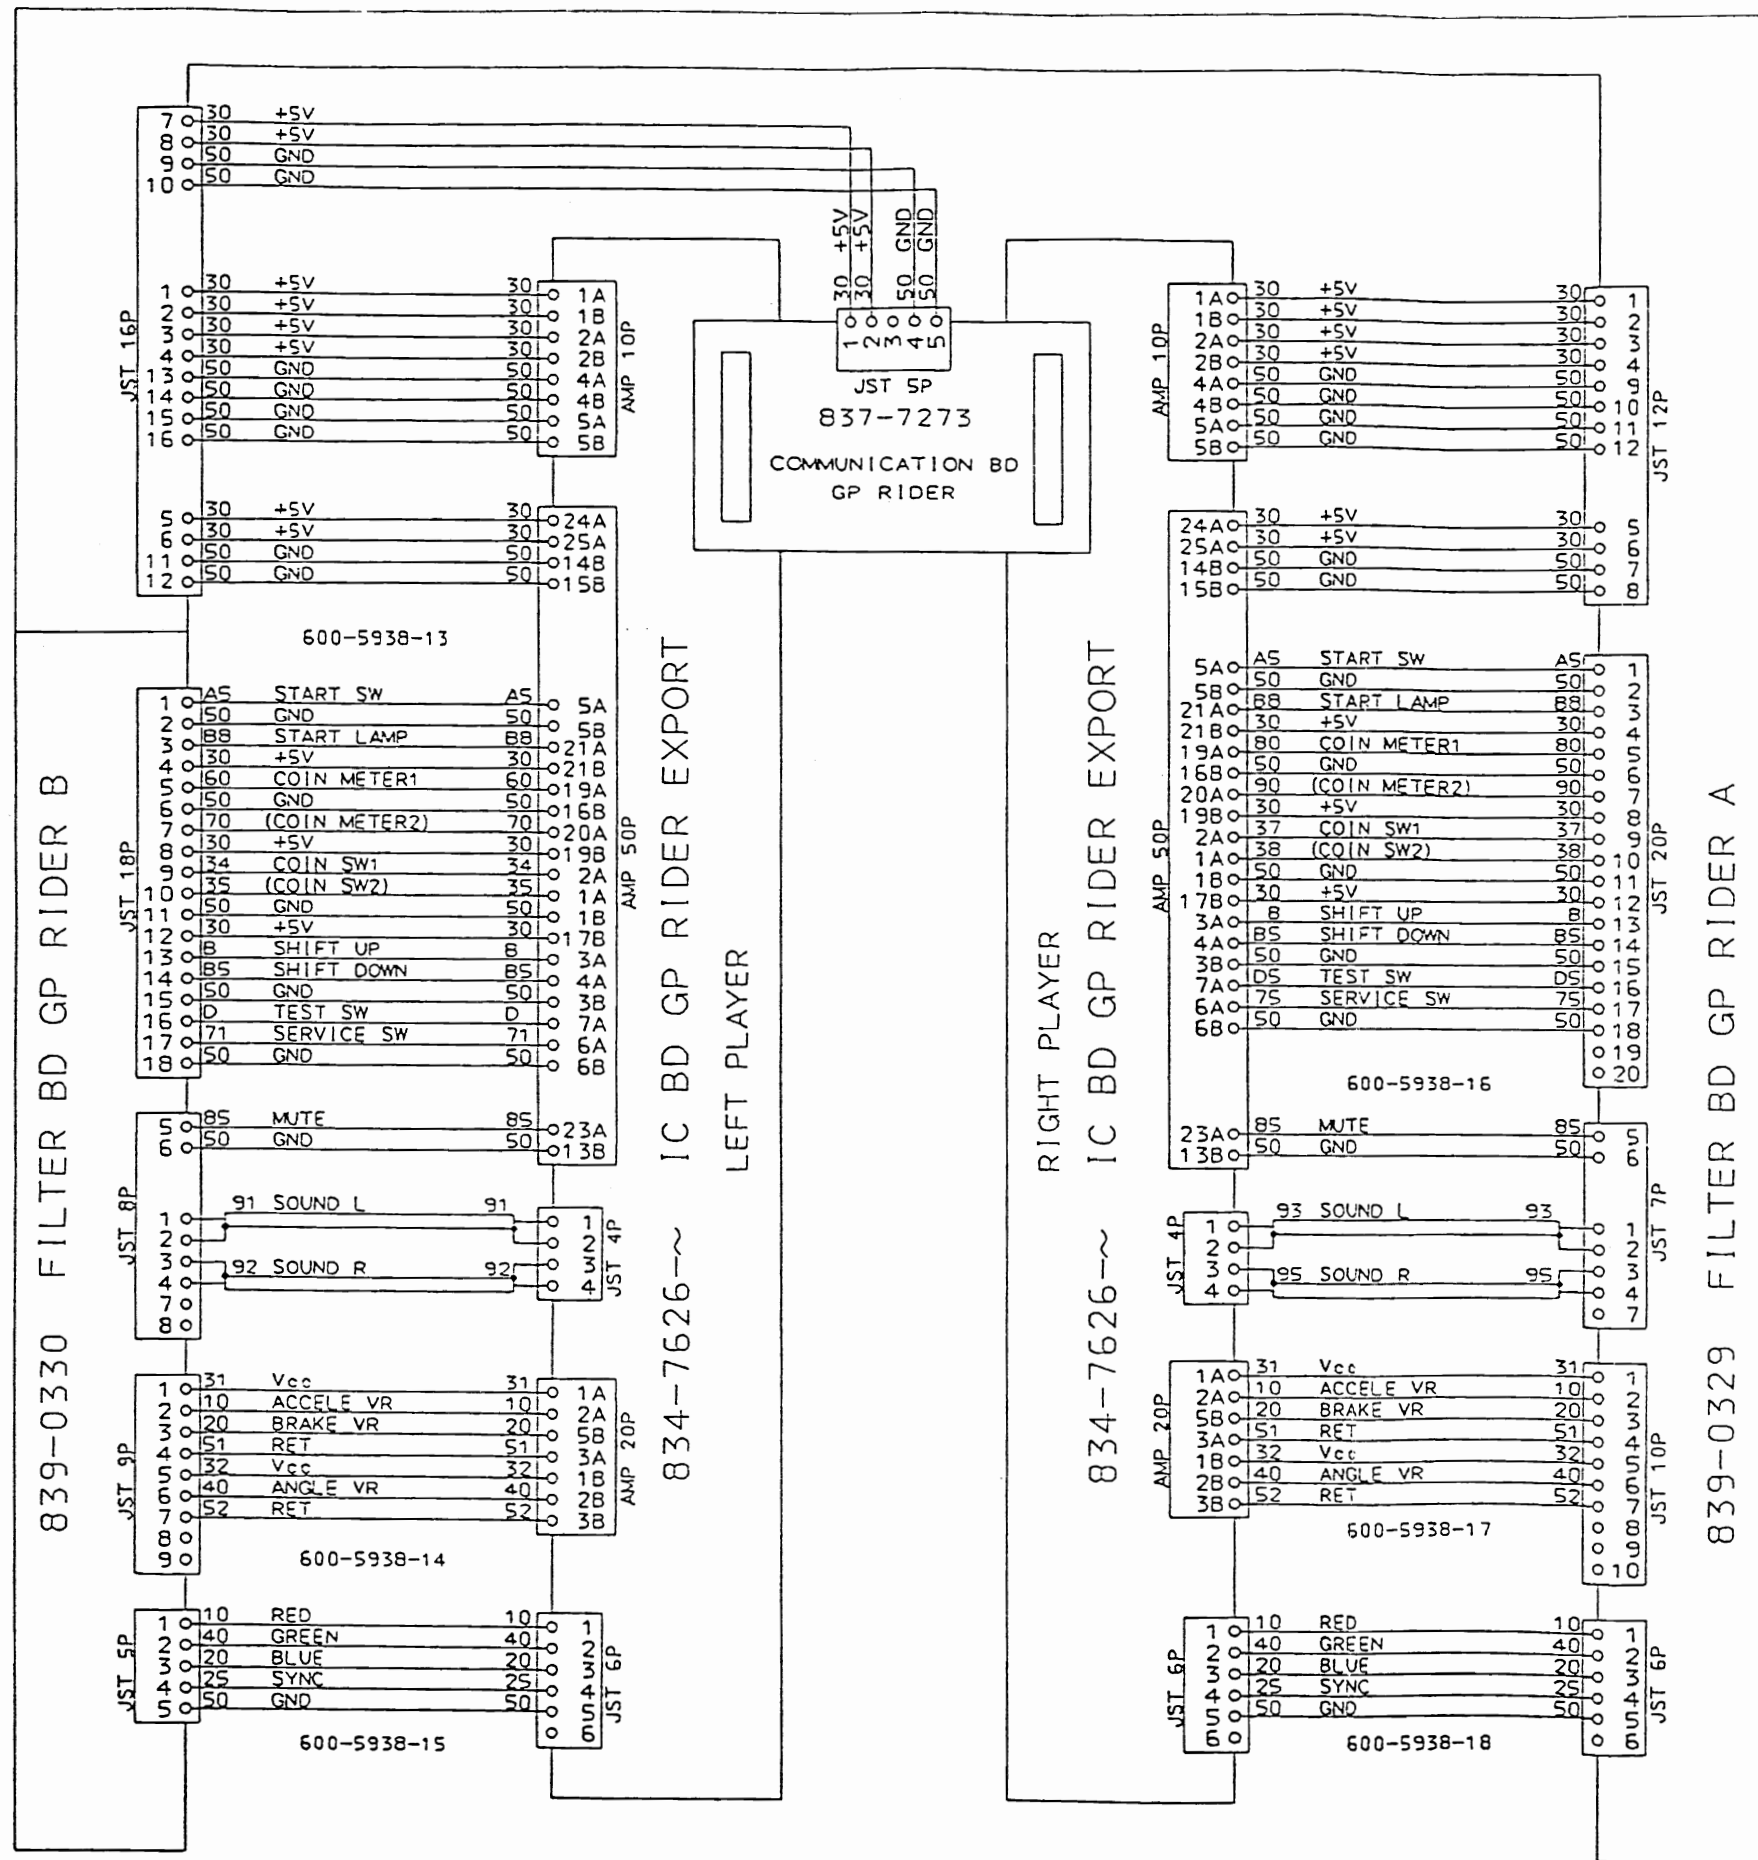 7 30 +5V
8 30 +5V
9 50 GND
10 50 GND
30 +5V
30 +5V
50 GND
50 GND
1 2 3 4 5
JST 5P
837-7273
COMMUNICATION BD
GP RIDER
JST 16P
1 30 +5V 30 1A
2 30 +5V 30 1B
3 30 +5V 30 2A
4 30 +5V 30 2B
13 50 GND 50 4A
14 50 GND 50 4B
15 50 GND 50 5A
16 50 GND 50 5B
AMP 10P
5 30 +5V 30 24A
6 30 +5V 30 25A
11 50 GND 50 14B
12 50 GND 50 15B
600-5938-13
JST 18P
1 A5 START SW A5 5A
2 50 GND 50 5B
3 B8 START LAMP B8 21A
4 30 +5V 30 21B
5 60 COIN METER1 60 19A
6 50 GND 50 16B
7 70 (COIN METER2) 70 20A
8 30 +5V 30 19B
9 34 COIN SW1 34 2A
10 35 (COIN SW2) 35 1A
11 50 GND 50 1B
12 30 +5V 30 17B
13 B SHIFT UP B 3A
14 B5 SHIFT DOWN B5 4A
15 50 GND 50 3B
16 D TEST SW D 7A
17 71 SERVICE SW 71 6A
18 50 GND 50 6B
AMP 50P
JST 8P
5 85 MUTE 85 23A
6 50 GND 50 13B
91 SOUND L 91
92 SOUND R 92
1 1
2 2
3 3
4 4
7
8
JST 4P
JST 9P
1 31 Vcc 31 1A
2 10 ACCELE VR 10 2A
3 20 BRAKE VR 20 5B
4 51 RET 51 3A
5 32 Vcc 32 1B
6 40 ANGLE VR 40 2B
7 52 RET 52 3B
8
9
AMP 20P
600-5938-14
JST 5P
1 10 RED 10 1
2 40 GREEN 40 2
3 20 BLUE 20 3
4 25 SYNC 25 4
5 50 GND 50 5
6
JST 6P
600-5938-15
839-0330 FILTER BD GP RIDER B
834-7626-~ IC BD GP RIDER EXPORT
LEFT PLAYER
RIGHT PLAYER
834-7626-~ IC BD GP RIDER EXPORT
AMP 10P
1A 30 +5V 30 1
1B 30 +5V 30 2
2A 30 +5V 30 3
2B 30 +5V 30 4
4A 50 GND 50 9
4B 50 GND 50 10
5A 50 GND 50 11
5B 50 GND 50 12
JST 12P
24A 30 +5V 30 5
25A 30 +5V 30 6
14B 50 GND 50 7
15B 50 GND 50 8
AMP 50P
5A A5 START SW A5 1
5B 50 GND 50 2
21A B8 START LAMP B8 3
21B 30 +5V 30 4
19A 80 COIN METER1 80 5
16B 50 GND 50 6
20A 90 (COIN METER2) 90 7
19B 30 +5V 30 8
2A 37 COIN SW1 37 9
1A 38 (COIN SW2) 38 10
1B 50 GND 50 11
17B 30 +5V 30 12
3A B SHIFT UP B 13
4A B5 SHIFT DOWN B5 14
3B 50 GND 50 15
7A D5 TEST SW D5 16
6A 75 SERVICE SW 75 17
6B 50 GND 50 18
19
20
JST 20P
600-5938-16
23A 85 MUTE 85 5
13B 50 GND 50 6
JST 4P
93 SOUND L 93
95 SOUND R 95
1 1
2 2
3 3
4 4
7
JST 7P
AMP 20P
1A 31 Vcc 31 1
2A 10 ACCELE VR 10 2
5B 20 BRAKE VR 20 3
3A 51 RET 51 4
1B 32 Vcc 32 5
2B 40 ANGLE VR 40 6
3B 52 RET 52 7
8
9
10
JST 10P
600-5938-17
JST 6P
1 10 RED 10 1
2 40 GREEN 40 2
3 20 BLUE 20 3
4 25 SYNC 25 4
5 50 GND 50 5
6 6
JST 6P
600-5938-18
839-0329 FILTER BD GP RIDER A